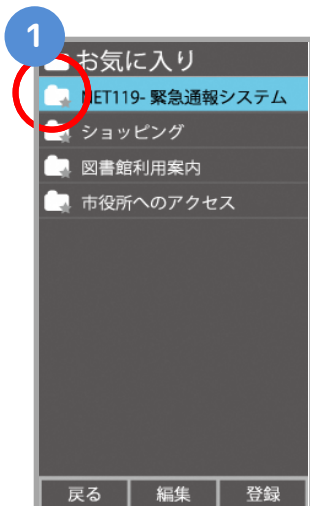 1
お気に入り
NET119-緊急通報システム
ショッピング
図書館利用案内
市役所へのアクセス
戻る 編集 登録